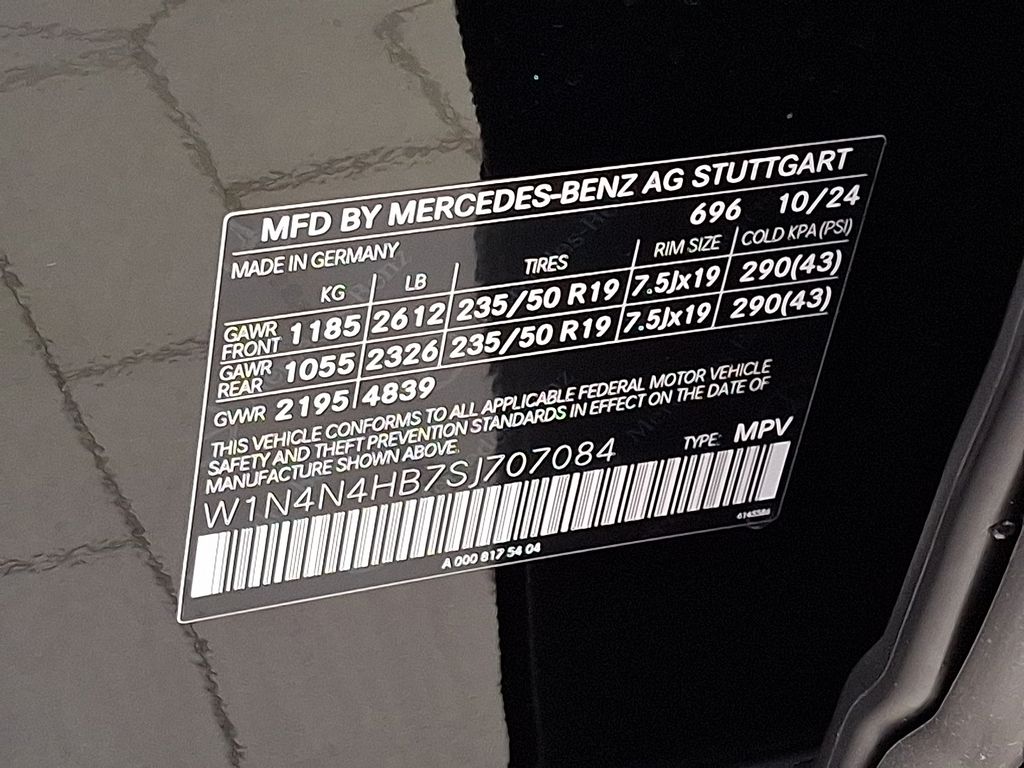 MFD BY MERCEDES-BENZ AG STUTTGART
MADE IN GERMANY 696 10/24
KG LB TIRES RIM SIZE COLD KPA(PSI)
GAWR FRONT 1185 2612 235/50 R19 7.5Jx19 290(43)
GAWR REAR 1055 2326 235/50 R19 7.5Jx19 290(43)
GVWR 2195 4839
THIS VEHICLE CONFORMS TO ALL APPLICABLE FEDERAL MOTOR VEHICLE
SAFETY AND THEFT PREVENTION STANDARDS IN EFFECT ON THE DATE OF
MANUFACTURE SHOWN ABOVE.
W1N4N4HB7SJ707084 TYPE: MPV
A 000 817 54 04